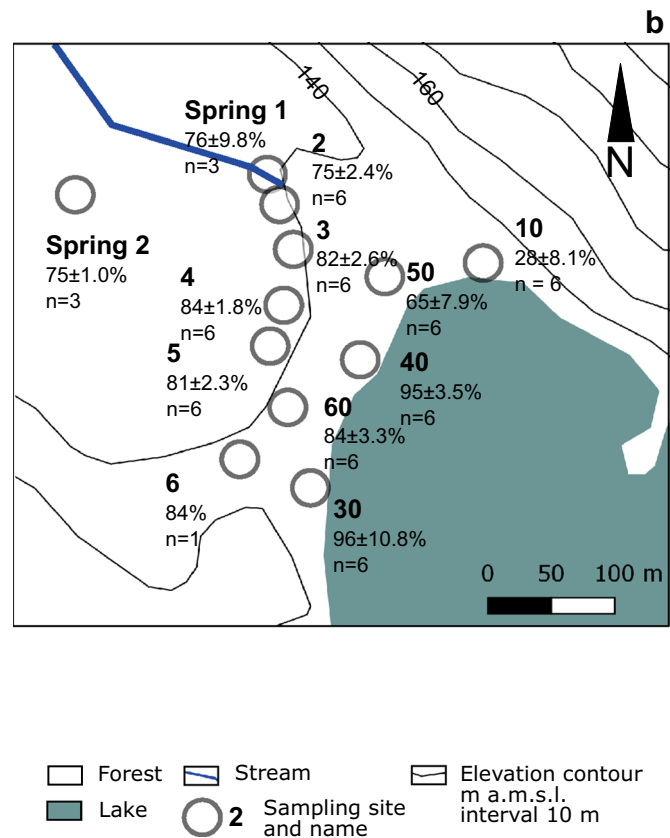 b
140
160
N
Spring 1
76±9.8%
n=3
2
75±2.4%
n=6
Spring 2
75±1.0%
n=3
3
82±2.6%
n=6
10
28±8.1%
n = 6
4
84±1.8%
n=6
50
65±7.9%
n=6
5
81±2.3%
n=6
40
95±3.5%
n=6
60
84±3.3%
n=6
6
84%
n=1
30
96±10.8%
n=6
0 50 100 m
Forest
Stream
Elevation contour
m a.m.s.l.
interval 10 m
Lake
2
Sampling site
and name